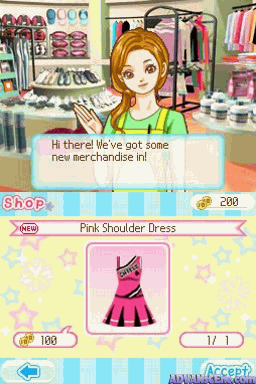 Hi there! We've got some
new merchandise in!
Shop
200
NEW
Pink Shoulder Dress
CHEER
100
1/ 1
Accept
ADVANCE.com